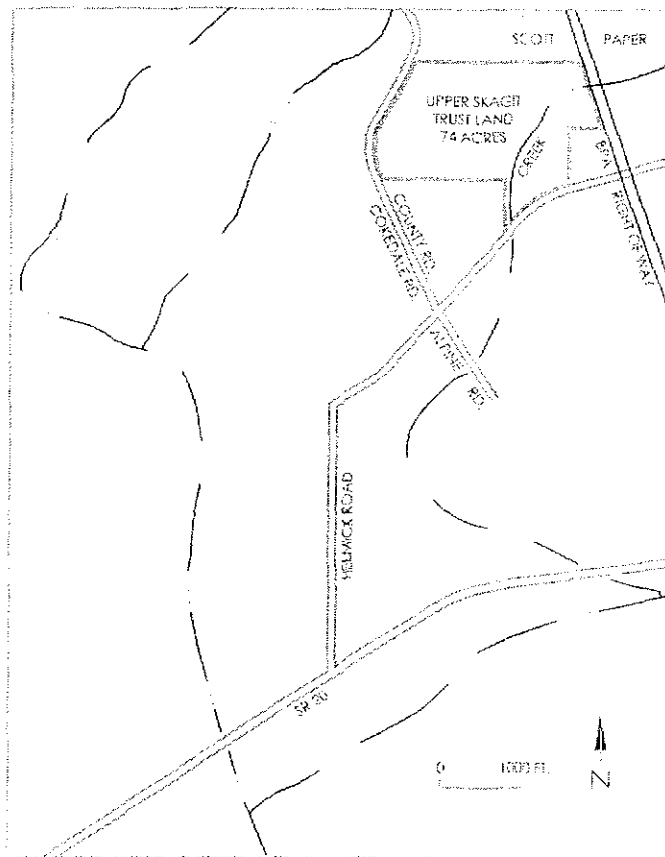 SCOTT PAPER
UPPER SKAGIT
TRUST LAND
74 ACRES
CREEK
BPA RIGHT OF WAY
COUNTY RD.
COKEDALE RD.
ALPINE RD.
HELMICK ROAD
SR 20
0 1000 FT.
N